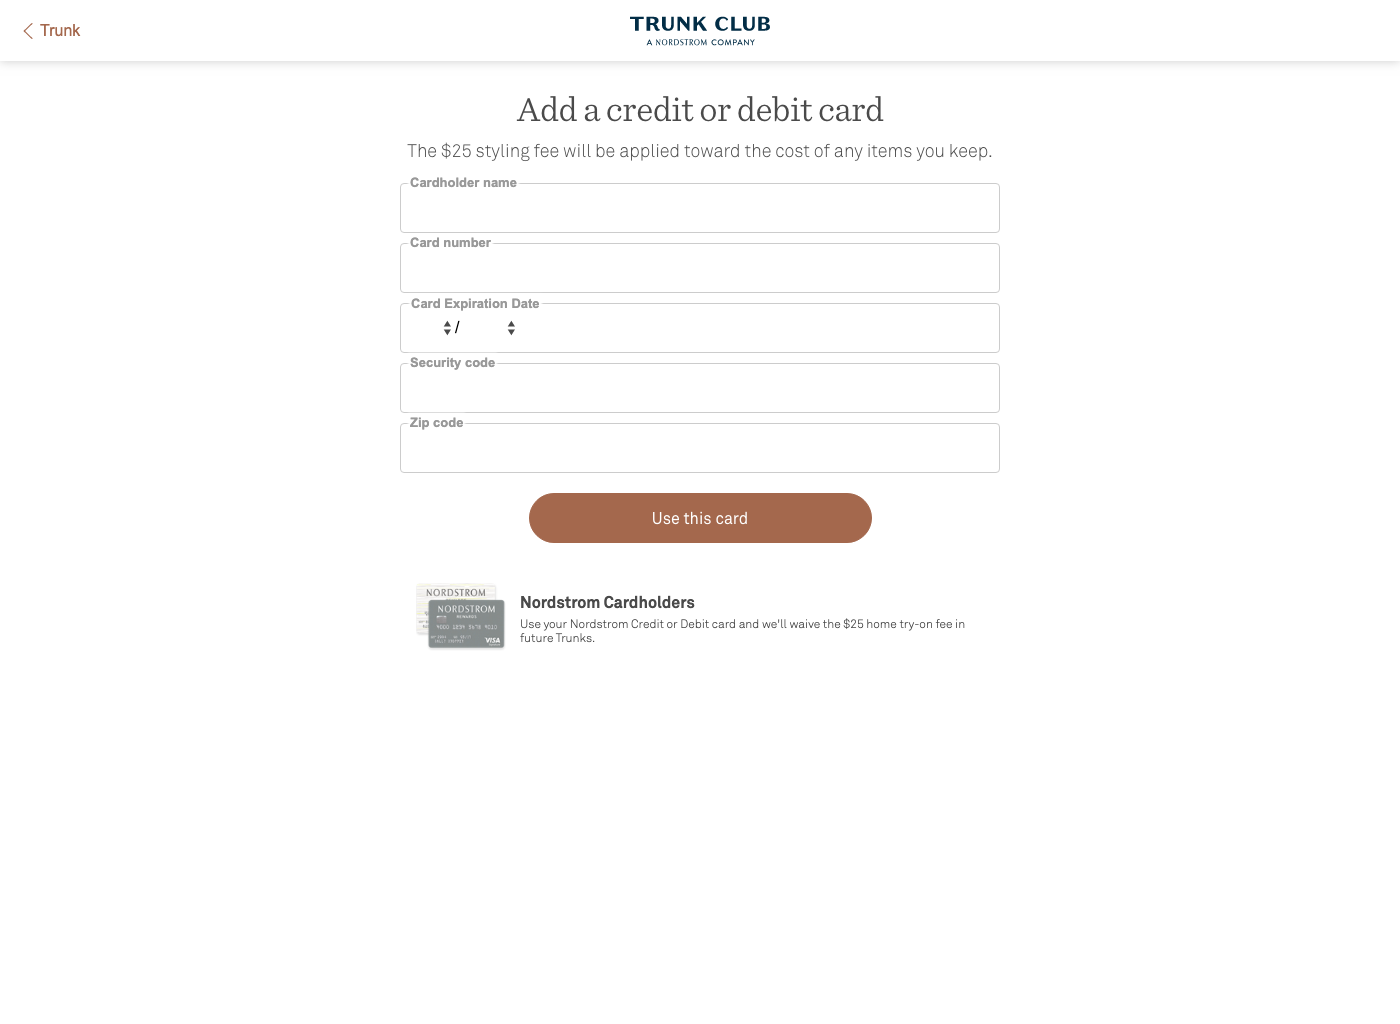 Trunk
TRUNK CLUB
A NORDSTROM COMPANY
Add a credit or debit card
The $25 styling fee will be applied toward the cost of any items you keep.
Cardholder name
Card number
Card Expiration Date
/
Security code
Zip code
Use this card
NORDSTROM
NORDSTROM
REWARDS
VISA
Nordstrom Cardholders
Use your Nordstrom Credit or Debit card and we'll waive the $25 home try-on fee in
future Trunks.